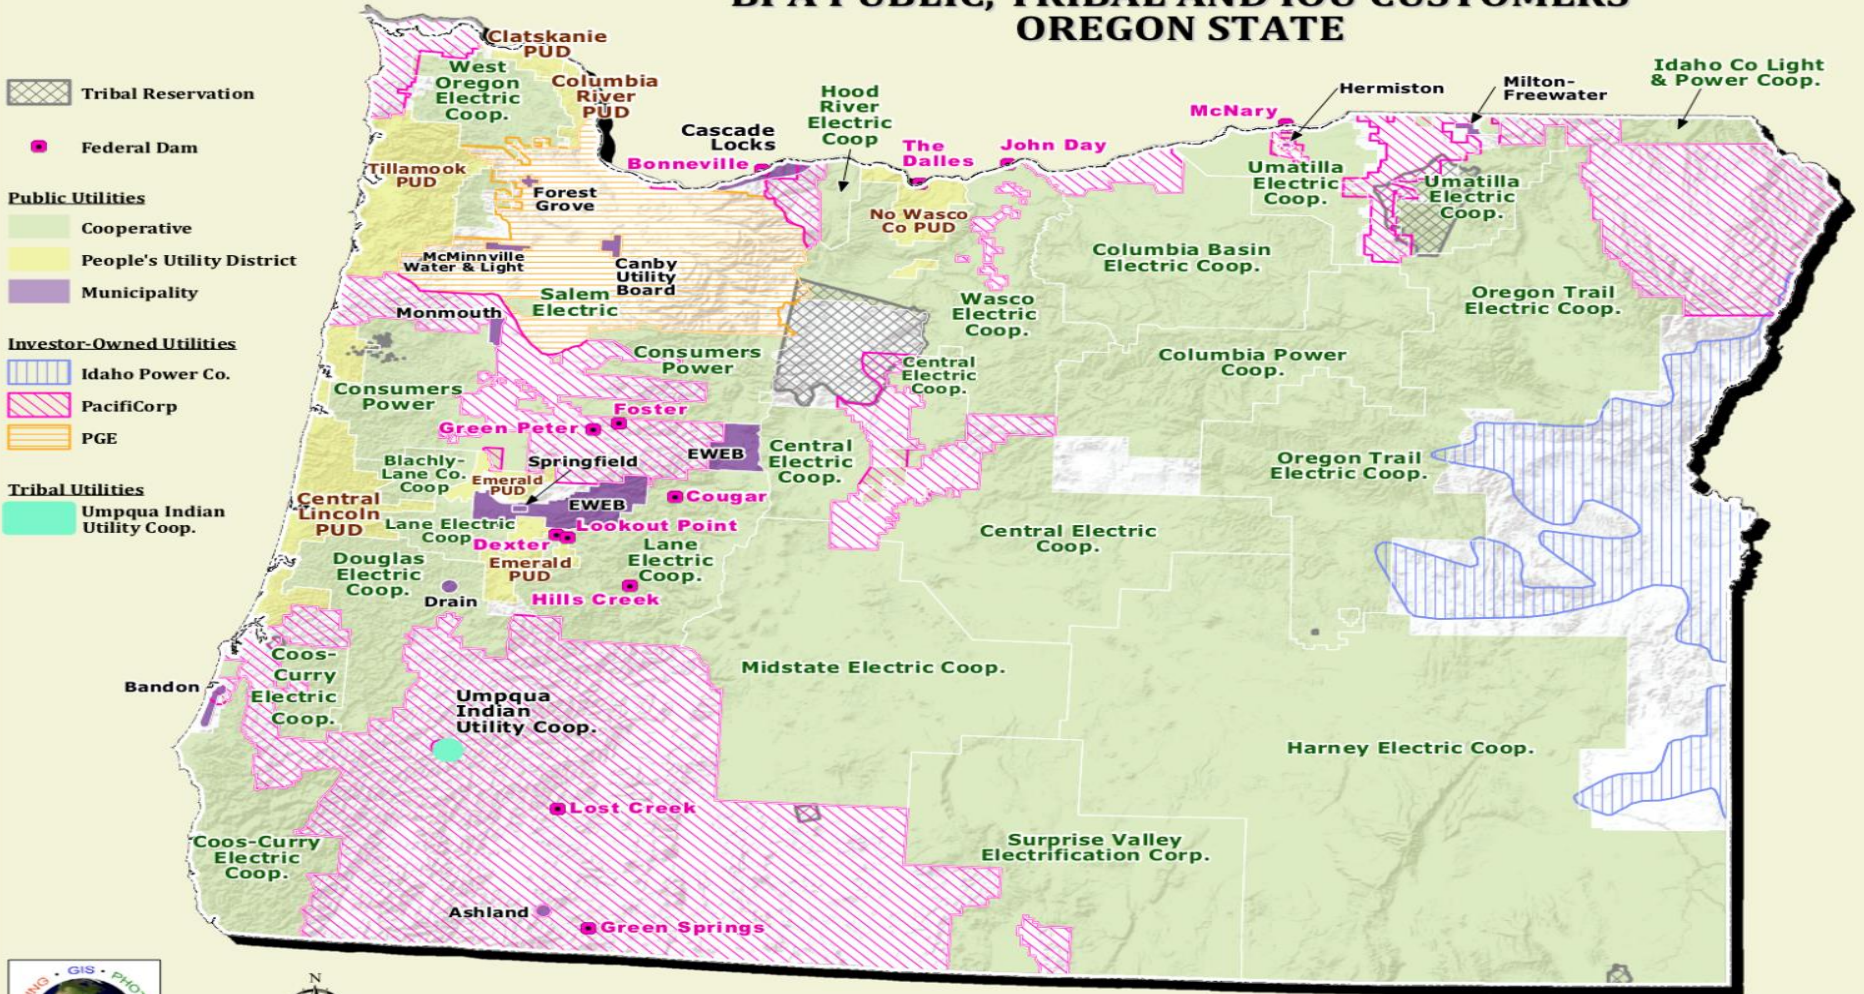 BPA PUBLIC, TRIBAL AND IOU CUSTOMERS
OREGON STATE
Tribal Reservation
Federal Dam
Public Utilities
Cooperative
People's Utility District
Municipality
Investor-Owned Utilities
Idaho Power Co.
PacifiCorp
PGE
Tribal Utilities
Umpqua Indian
Utility Coop.
Clatskanie
PUD
West
Oregon
Electric
Coop.
Columbia
River
PUD
Tillamook
PUD
Forest
Grove
McMinnville
Water & Light
Canby
Utility
Board
Salem
Electric
Monmouth
Cascade
Locks
Bonneville
Hood
River
Electric
Coop
The
Dalles
John Day
McNary
Hermiston
Milton-
Freewater
Idaho Co Light
& Power Coop.
No Wasco
Co PUD
Umatilla
Electric
Coop.
Umatilla
Electric
Coop.
Columbia Basin
Electric Coop.
Wasco
Electric
Coop.
Oregon Trail
Electric Coop.
Columbia Power
Coop.
Central
Electric
Coop.
Consumers
Power
Consumers
Power
Foster
Green Peter
EWEB
Springfield
Blachly-
Lane Co.
Coop
Emerald
PUD
EWEB
Cougar
Central
Electric
Coop.
Oregon Trail
Electric Coop.
Central
Lincoln
PUD
Lane Electric
Coop
Lookout Point
Dexter
Lane
Electric
Coop.
Emerald
PUD
Douglas
Electric
Coop.
Drain
Hills Creek
Central Electric
Coop.
Coos-
Curry
Electric
Coop.
Bandon
Umpqua
Indian
Utility Coop.
Midstate Electric Coop.
Harney Electric Coop.
Lost Creek
Coos-Curry
Electric
Coop.
Surprise Valley
Electrification Corp.
Ashland
Green Springs
GIS
N